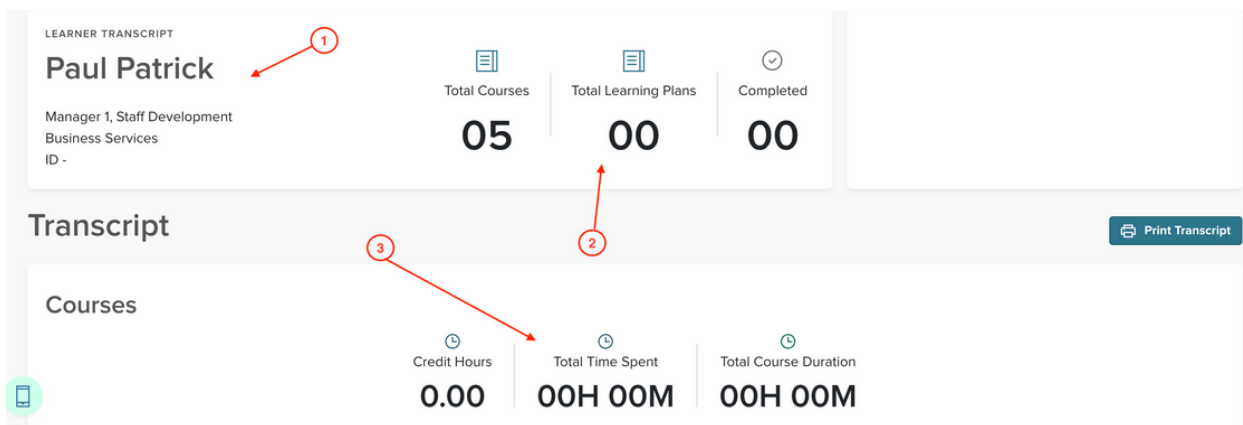 LEARNER TRANSCRIPT
1
Paul Patrick
Manager 1, Staff Development
Business Services
ID -
Total Courses Total Learning Plans Completed
05 00 00
Transcript
3
2
Print Transcript
Courses
Credit Hours Total Time Spent Total Course Duration
0.00 00H 00M 00H 00M